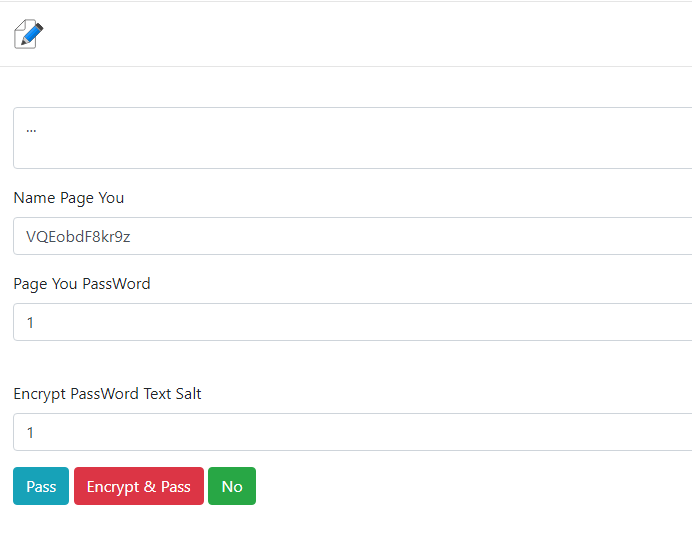 ...
Name Page You
VQEobdF8kr9z
Page You PassWord
1
Encrypt PassWord Text Salt
1
Pass Encrypt & Pass No